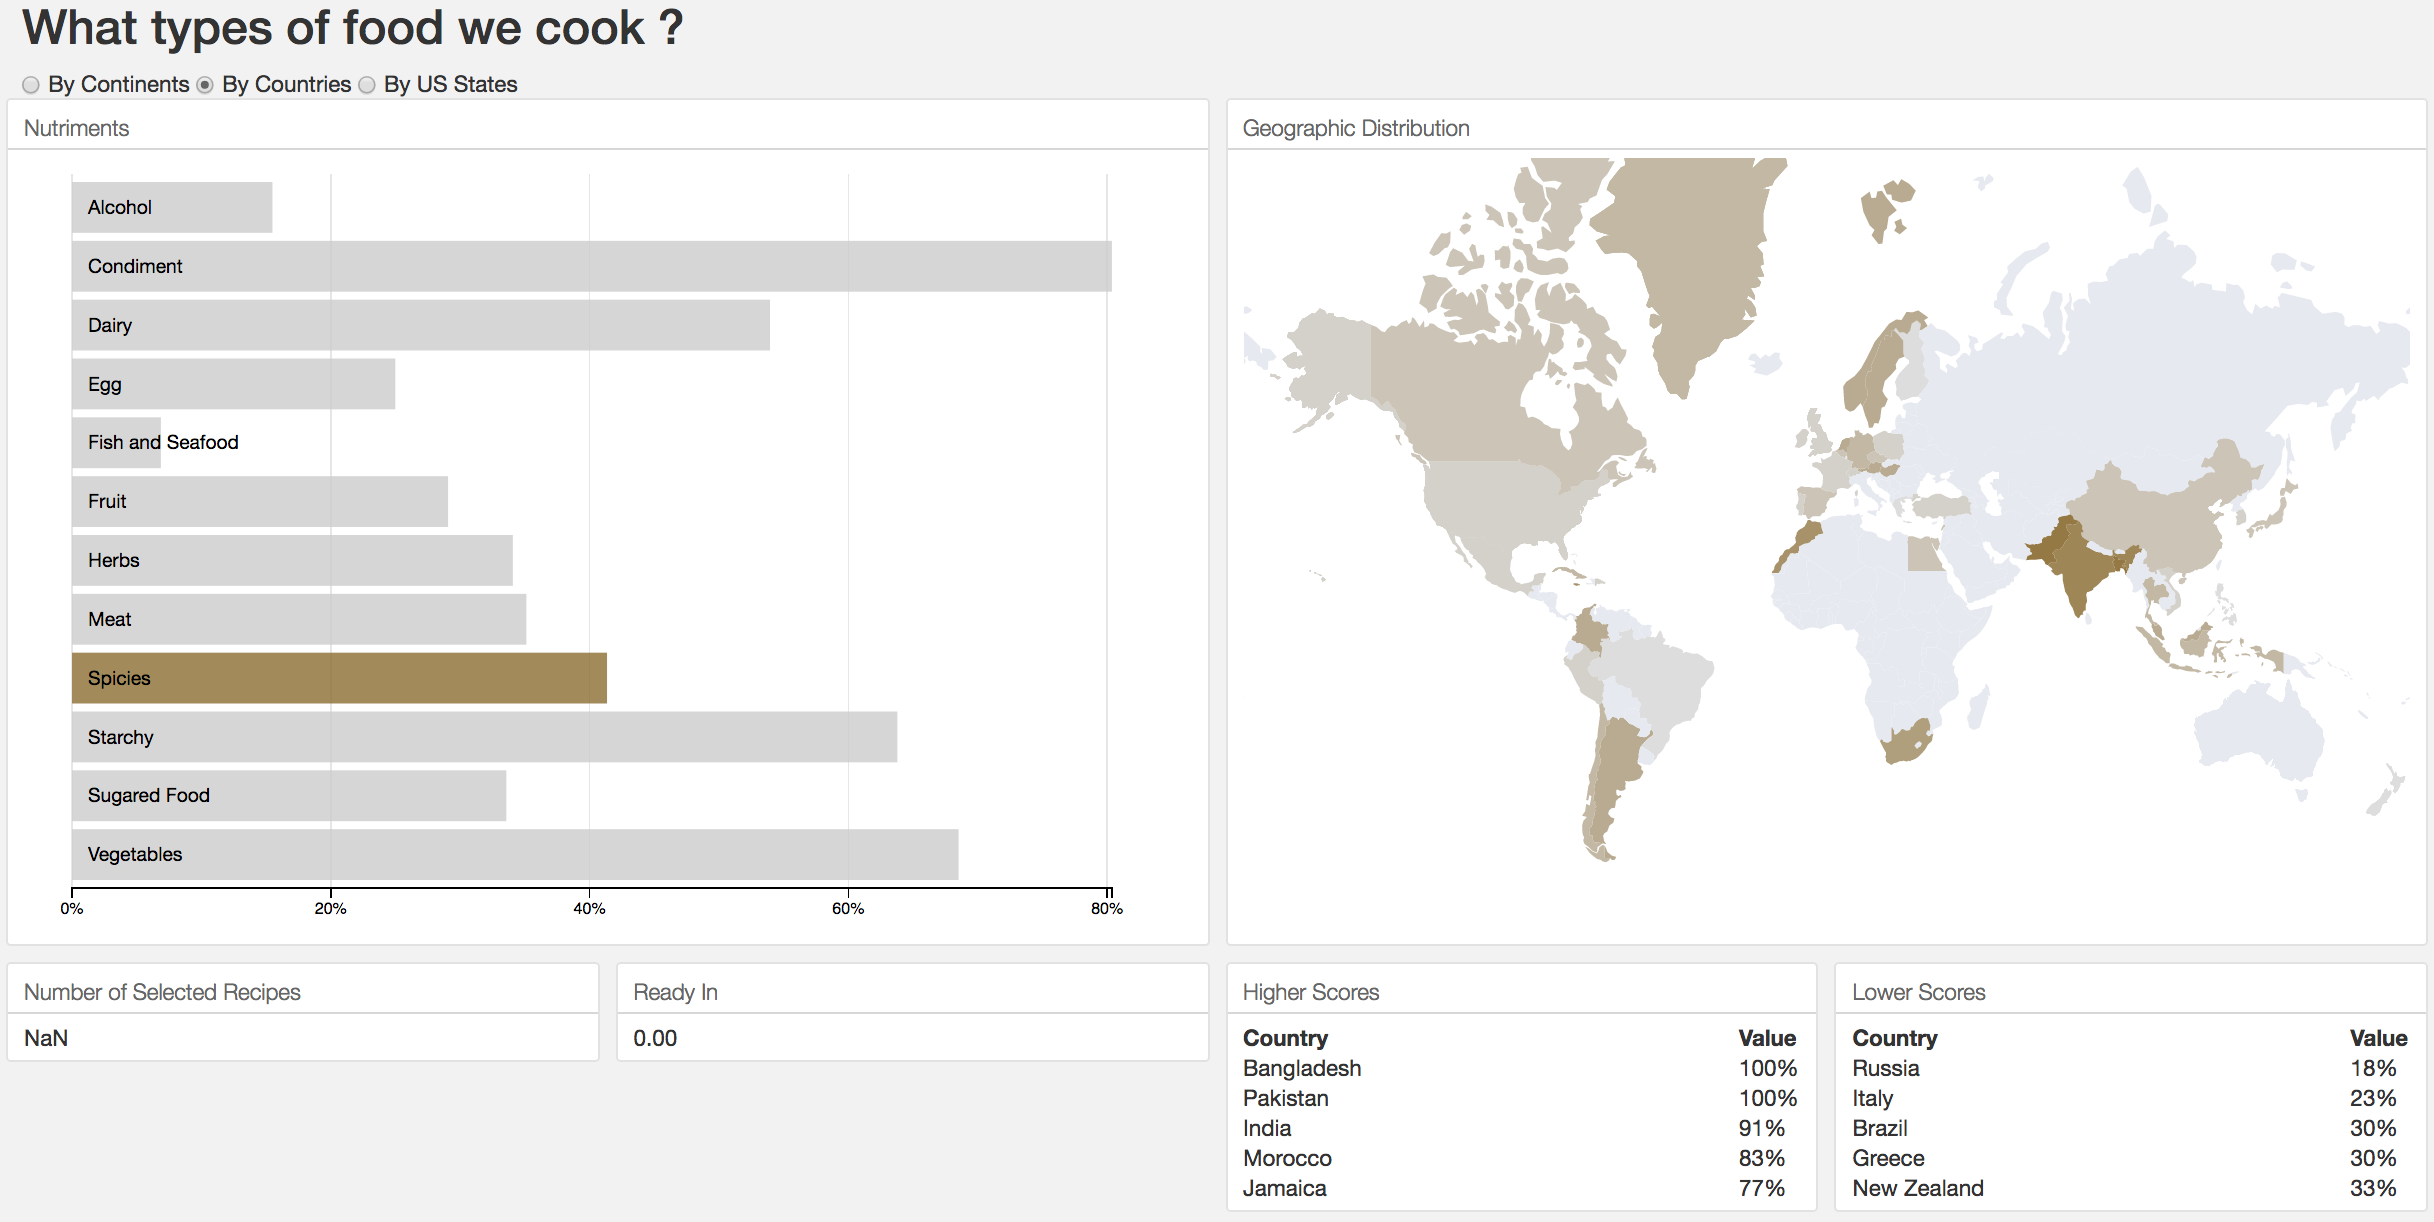 What types of food we cook ?
By Continents By Countries By US States
Nutriments
Alcohol
Condiment
Dairy
Egg
Fish and Seafood
Fruit
Herbs
Meat
Spicies
Starchy
Sugared Food
Vegetables
0% 20% 40% 60% 80%
Geographic Distribution
Number of Selected Recipes
NaN
Ready In
0.00
Higher Scores
Country Value
Bangladesh 100%
Pakistan 100%
India 91%
Morocco 83%
Jamaica 77%
Lower Scores
Country Value
Russia 18%
Italy 23%
Brazil 30%
Greece 30%
New Zealand 33%